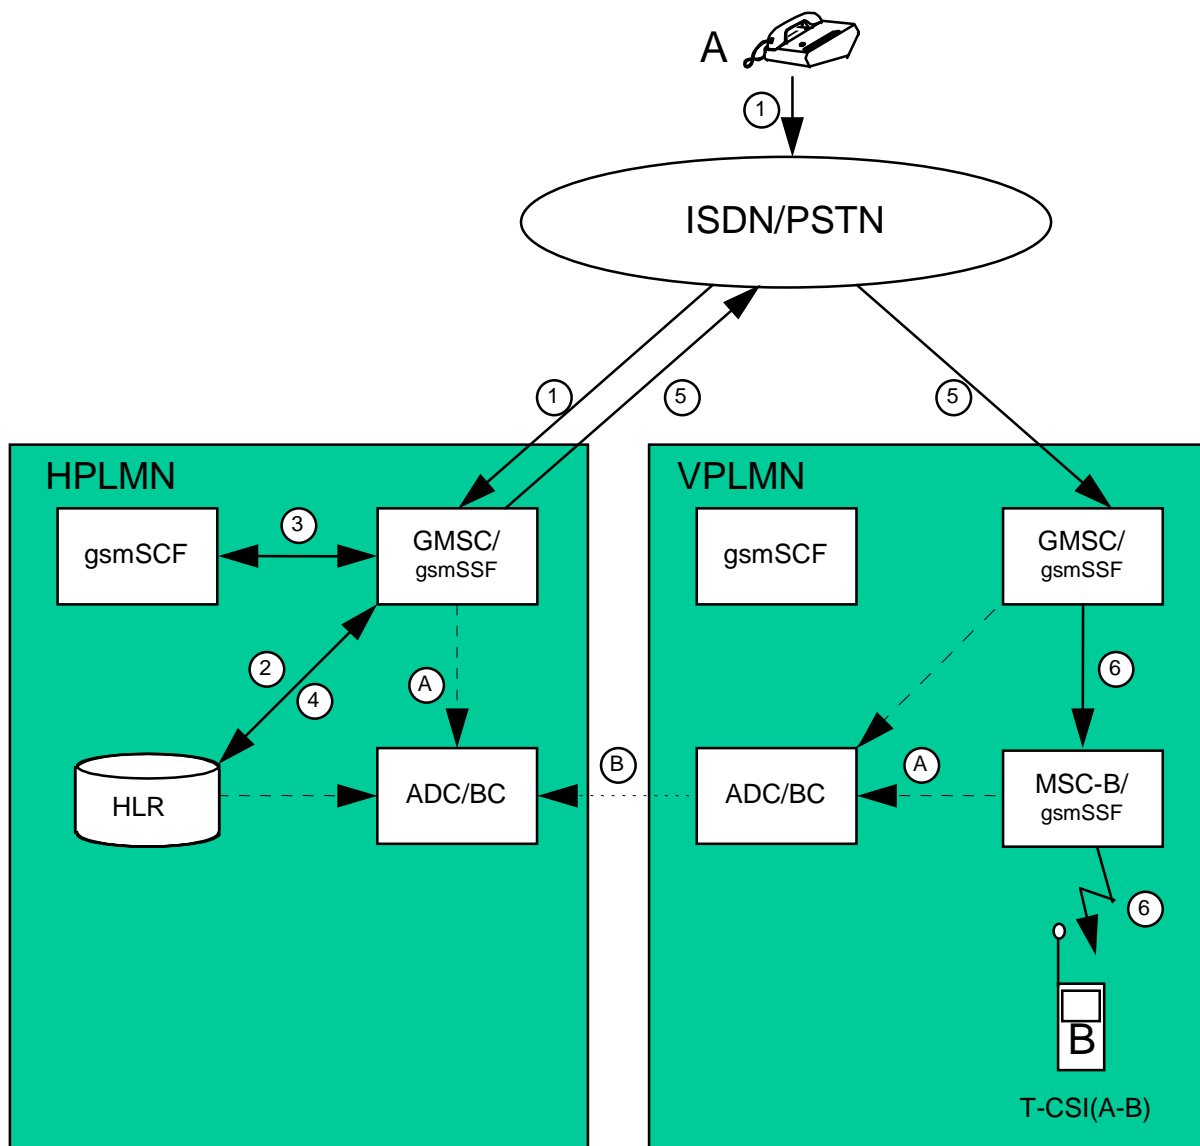 A
1
ISDN/PSTN
1
5
5
HPLMN
VPLMN
gsmSCF
3
GMSC/
gsmSSF
gsmSCF
GMSC/
gsmSSF
2
4
A
6
HLR
ADC/BC
B
ADC/BC
A
MSC-B/
gsmSSF
6
B
T-CSI(A-B)